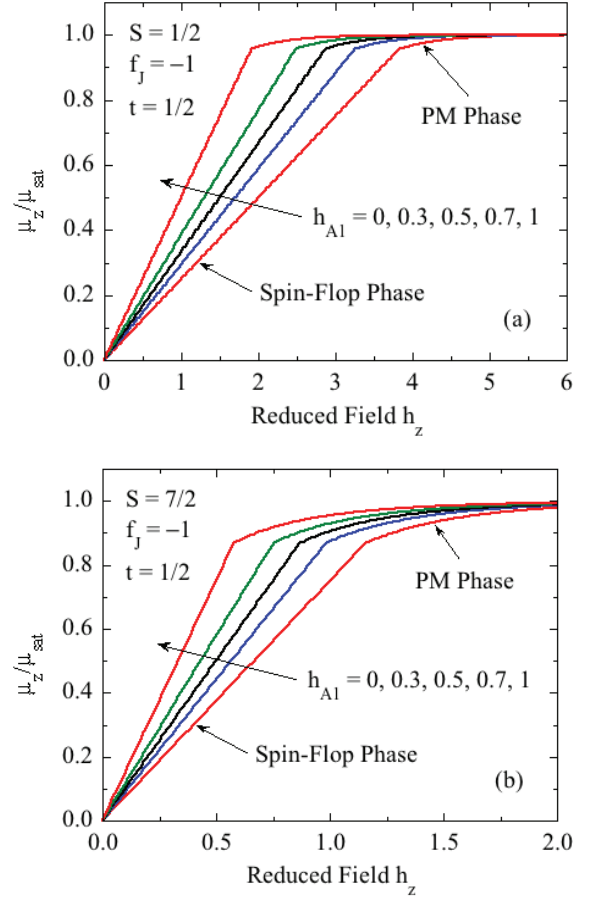 S = 1/2
f_J = −1
t = 1/2
PM Phase
h_A1 = 0, 0.3, 0.5, 0.7, 1
Spin-Flop Phase
(a)
μ_z/μ_sat
1.0
0.8
0.6
0.4
0.2
0.0
0 1 2 3 4 5 6
Reduced Field h_z
S = 7/2
f_J = −1
t = 1/2
PM Phase
h_A1 = 0, 0.3, 0.5, 0.7, 1
Spin-Flop Phase
(b)
μ_z/μ_sat
1.0
0.8
0.6
0.4
0.2
0.0
0.0 0.5 1.0 1.5 2.0
Reduced Field h_z